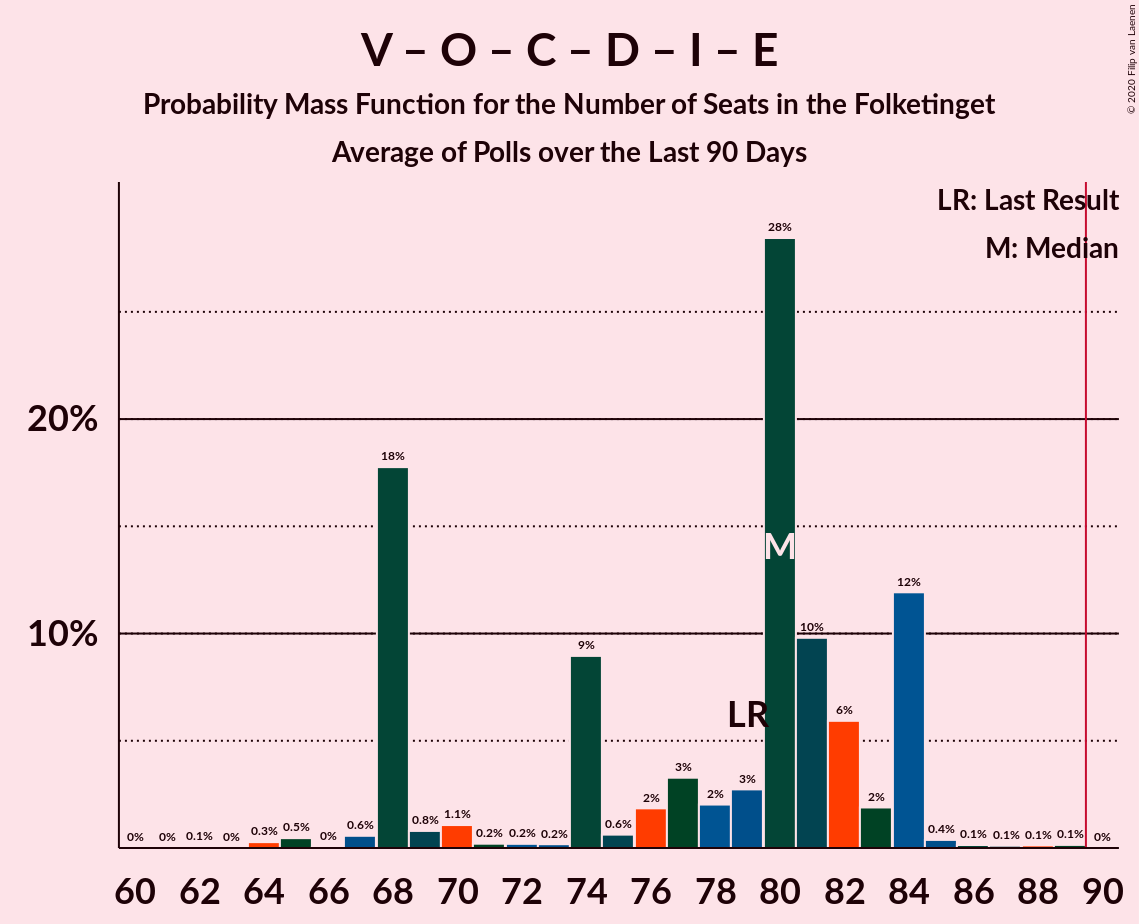 V – O – C – D – I – E
Probability Mass Function for the Number of Seats in the Folketinget
Average of Polls over the Last 90 Days
© 2020 Filip van Laenen
LR: Last Result
M: Median
20%
10%
0% 0% 0.1% 0% 0.3% 0.5% 0% 0.6% 18% 0.8% 1.1% 0.2% 0.2% 0.2% 9% 0.6% 2% 3% 2% 3% 28% 10% 6% 2% 12% 0.4% 0.1% 0.1% 0.1% 0.1% 0%
M
LR
60 62 64 66 68 70 72 74 76 78 80 82 84 86 88 90